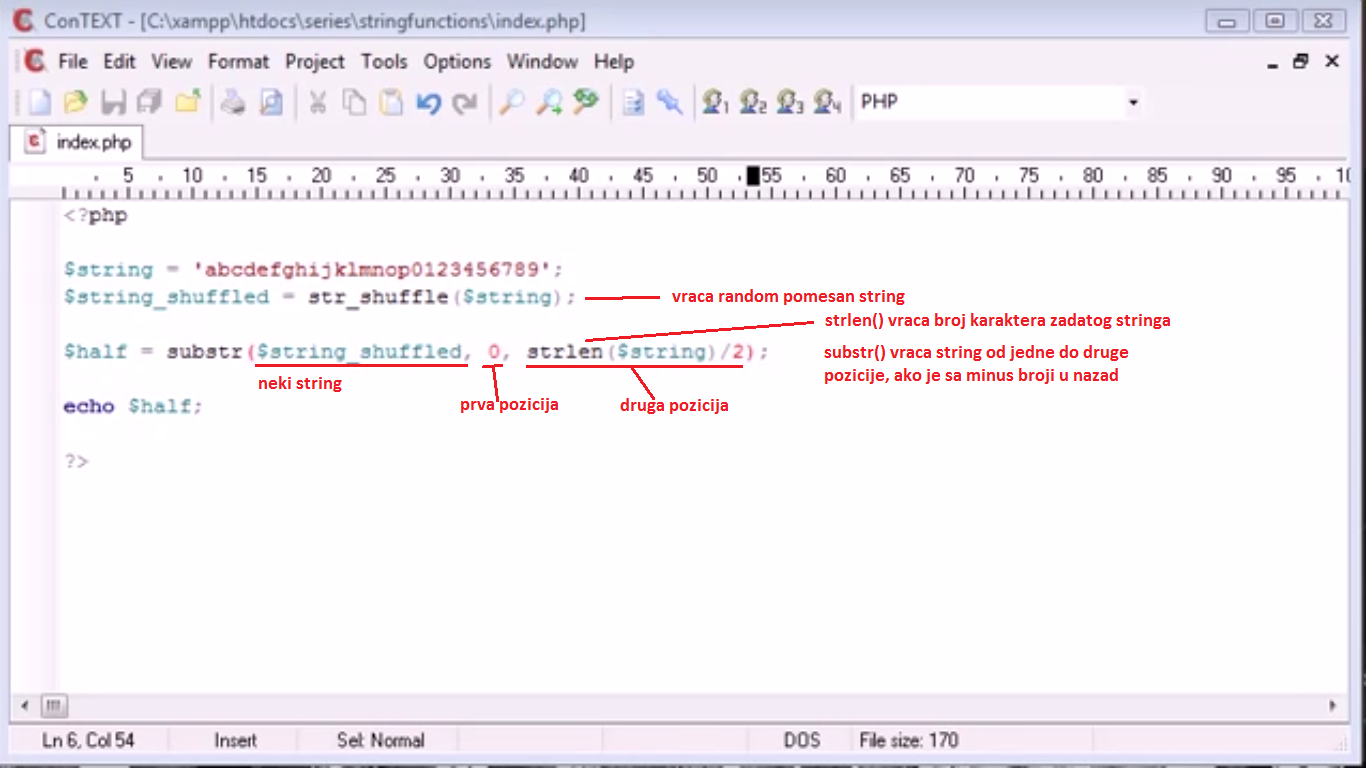 ConTEXT - [C:\xampp\htdocs\series\stringfunctions\index.php]
File Edit View Format Project Tools Options Window Help
1 2 3 4 PHP
index.php
5 10 15 20 25 30 35 40 45 50 55 60 65 70 75 80 85 90 95 10
<?php
$string = 'abcdefghijklmnop0123456789';
$string_shuffled = str_shuffle($string);
vraca random pomesan string
strlen() vraca broj karaktera zadatog stringa
$half = substr($string_shuffled, 0, strlen($string)/2);
substr() vraca string od jedne do druge
pozicije, ako je sa minus broji u nazad
neki string
prva pozicija
druga pozicija
echo $half;
?>
Ln 6, Col 54 Insert Sel: Normal DOS File size: 170